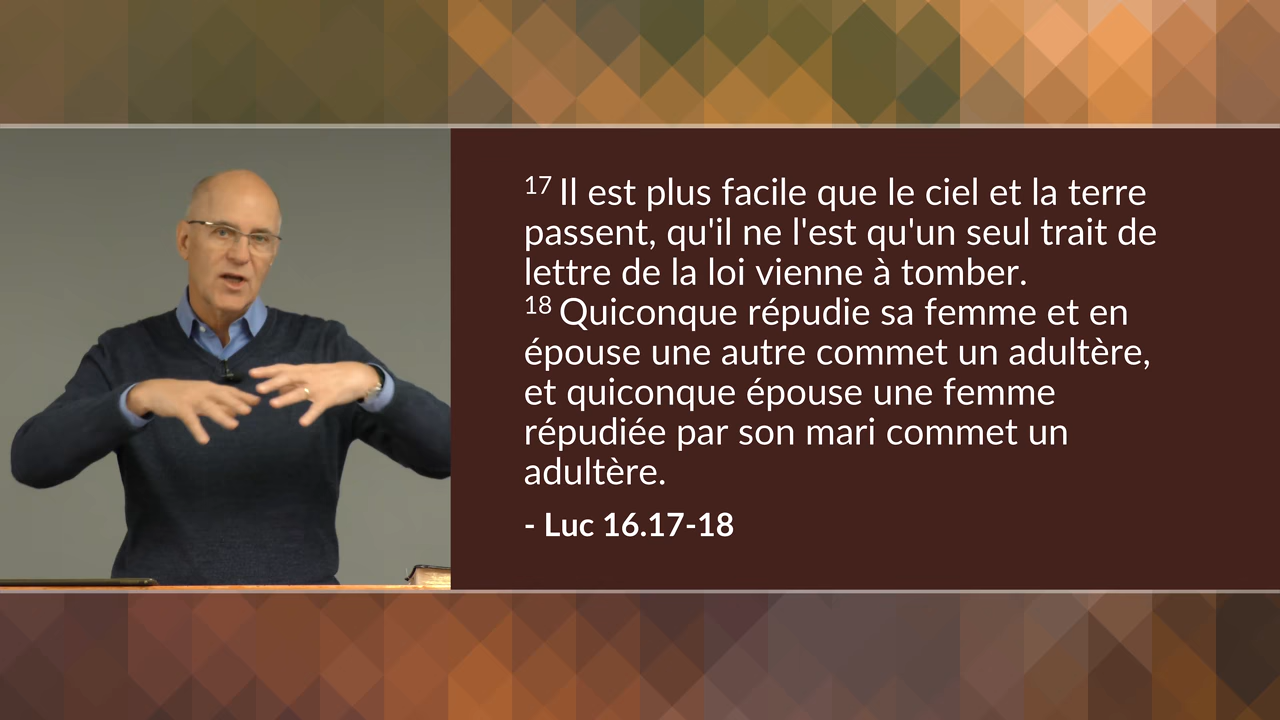 17 Il est plus facile que le ciel et la terre
passent, qu'il ne l'est qu'un seul trait de
lettre de la loi vienne à tomber.
18 Quiconque répudie sa femme et en
épouse une autre commet un adultère,
et quiconque épouse une femme
répudiée par son mari commet un
adultère.
- Luc 16.17-18